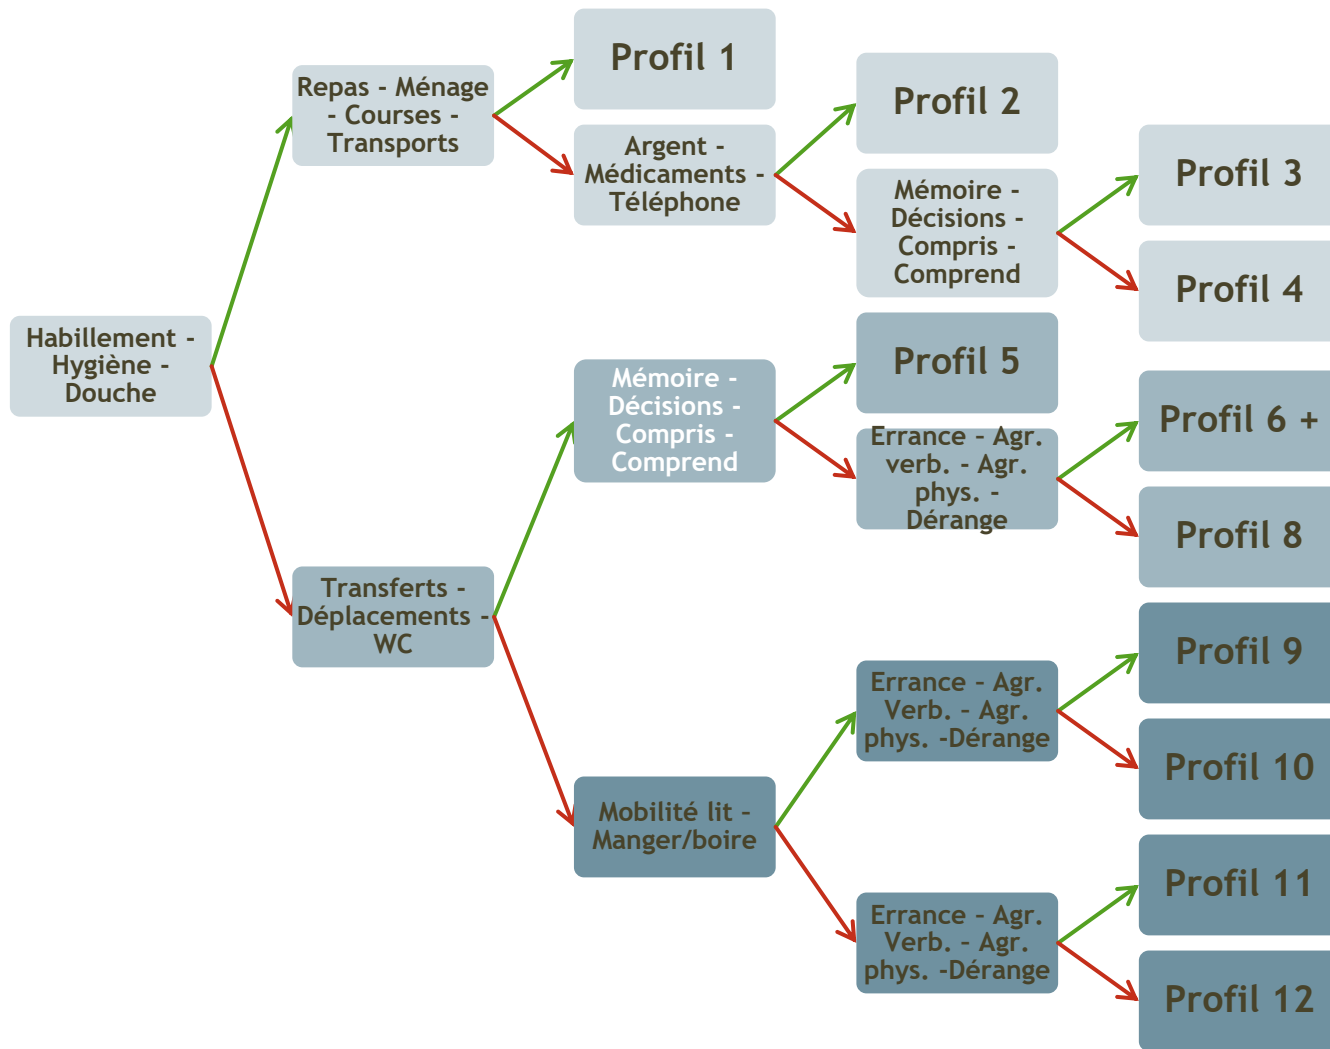 Habillement -
Hygiène -
Douche
Repas - Ménage
- Courses -
Transports
Profil 1
Argent -
Médicaments -
Téléphone
Profil 2
Mémoire -
Décisions -
Compris -
Comprend
Profil 3
Profil 4
Transferts -
Déplacements -
WC
Mémoire -
Décisions -
Compris -
Comprend
Profil 5
Errance - Agr.
verb. - Agr.
phys. -
Dérange
Profil 6 +
Profil 8
Mobilité lit –
Manger/boire
Errance – Agr.
Verb. – Agr.
phys. -Dérange
Profil 9
Profil 10
Errance – Agr.
Verb. – Agr.
phys. -Dérange
Profil 11
Profil 12